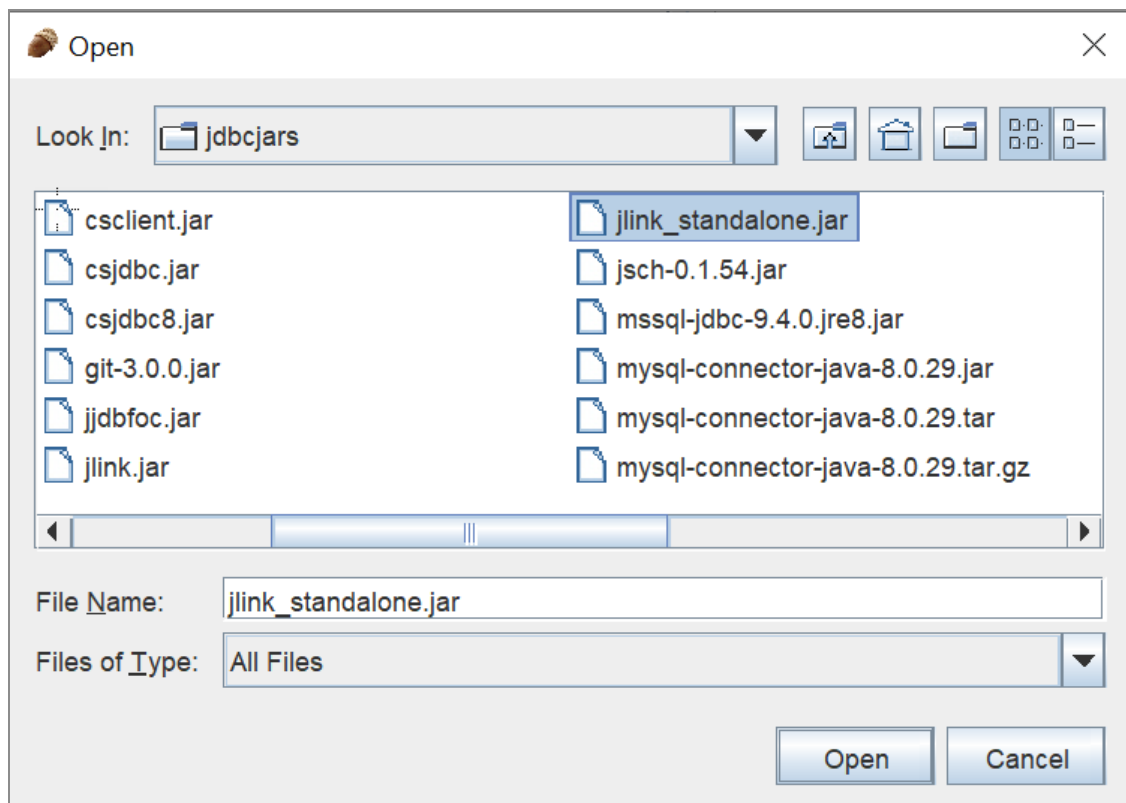 Open
Look In: jdbcjars
csclient.jar
csjdbc.jar
csjdbc8.jar
git-3.0.0.jar
jjdbfoc.jar
jlink.jar
jlink_standalone.jar
jsch-0.1.54.jar
mssql-jdbc-9.4.0.jre8.jar
mysql-connector-java-8.0.29.jar
mysql-connector-java-8.0.29.tar
mysql-connector-java-8.0.29.tar.gz
File Name: jlink_standalone.jar
Files of Type: All Files
Open Cancel